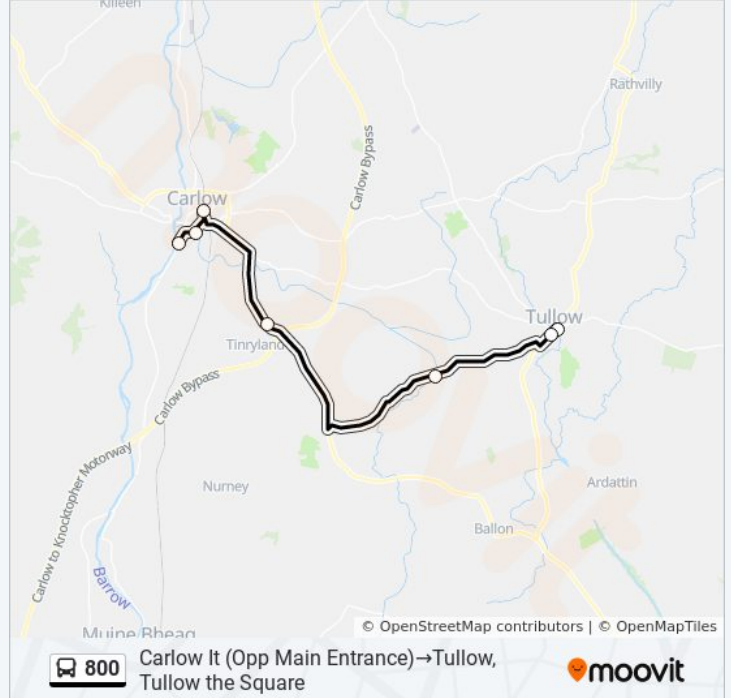 Killeen
Rathvilly
Carlow Bypass
Carlow
Tullow
Tinryland
Carlow Bypass
Carlow to Knocktopher Motorway
Nurney
Ardattin
Ballon
Barrow
Muine Bheag
© OpenStreetMap contributors | © OpenMapTiles
800
Carlow It (Opp Main Entrance)→Tullow,
Tullow the Square
moovit